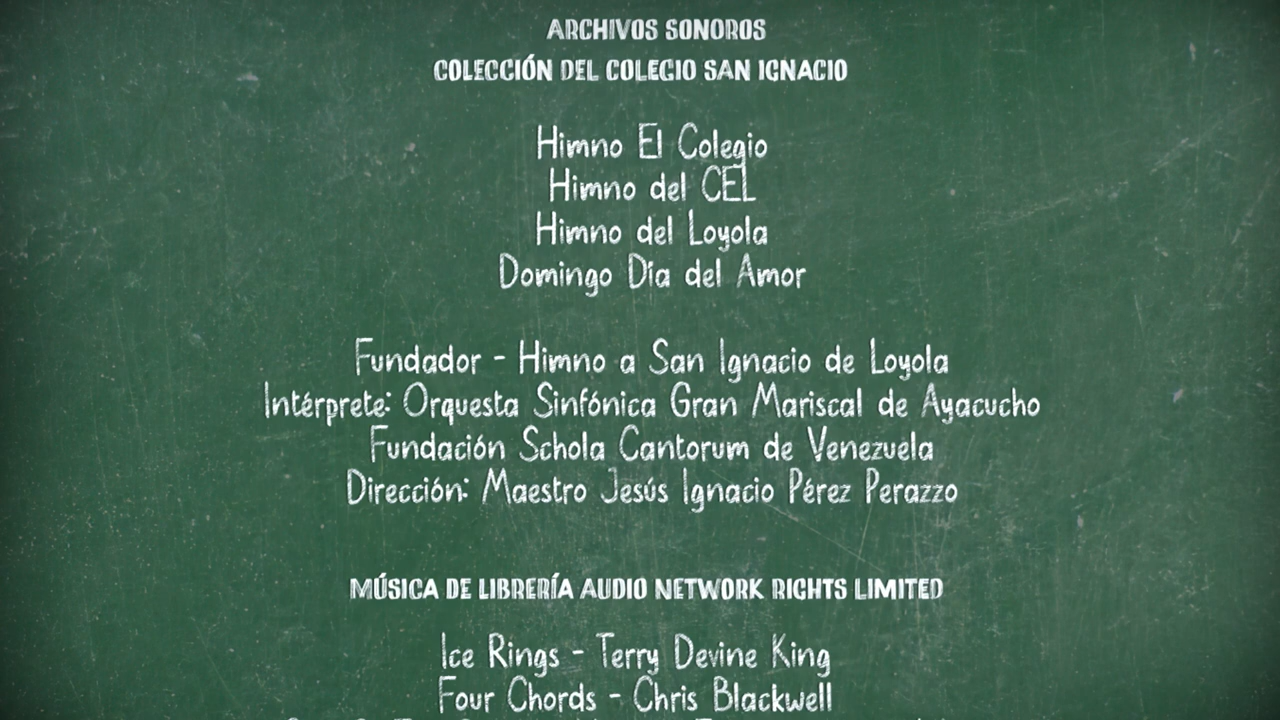 ARCHIVOS SONOROS
COLECCIÓN DEL COLEGIO SAN IGNACIO
Himno El Colegio
Himno del CEL
Himno del Loyola
Domingo Día del Amor
Fundador - Himno a San Ignacio de Loyola
Intérprete: Orquesta Sinfónica Gran Mariscal de Ayacucho
Fundación Schola Cantorum de Venezuela
Dirección: Maestro Jesús Ignacio Pérez Perazzo
MÚSICA DE LIBRERÍA AUDIO NETWORK RIGHTS LIMITED
Ice Rings - Terry Devine King
Four Chords - Chris Blackwell